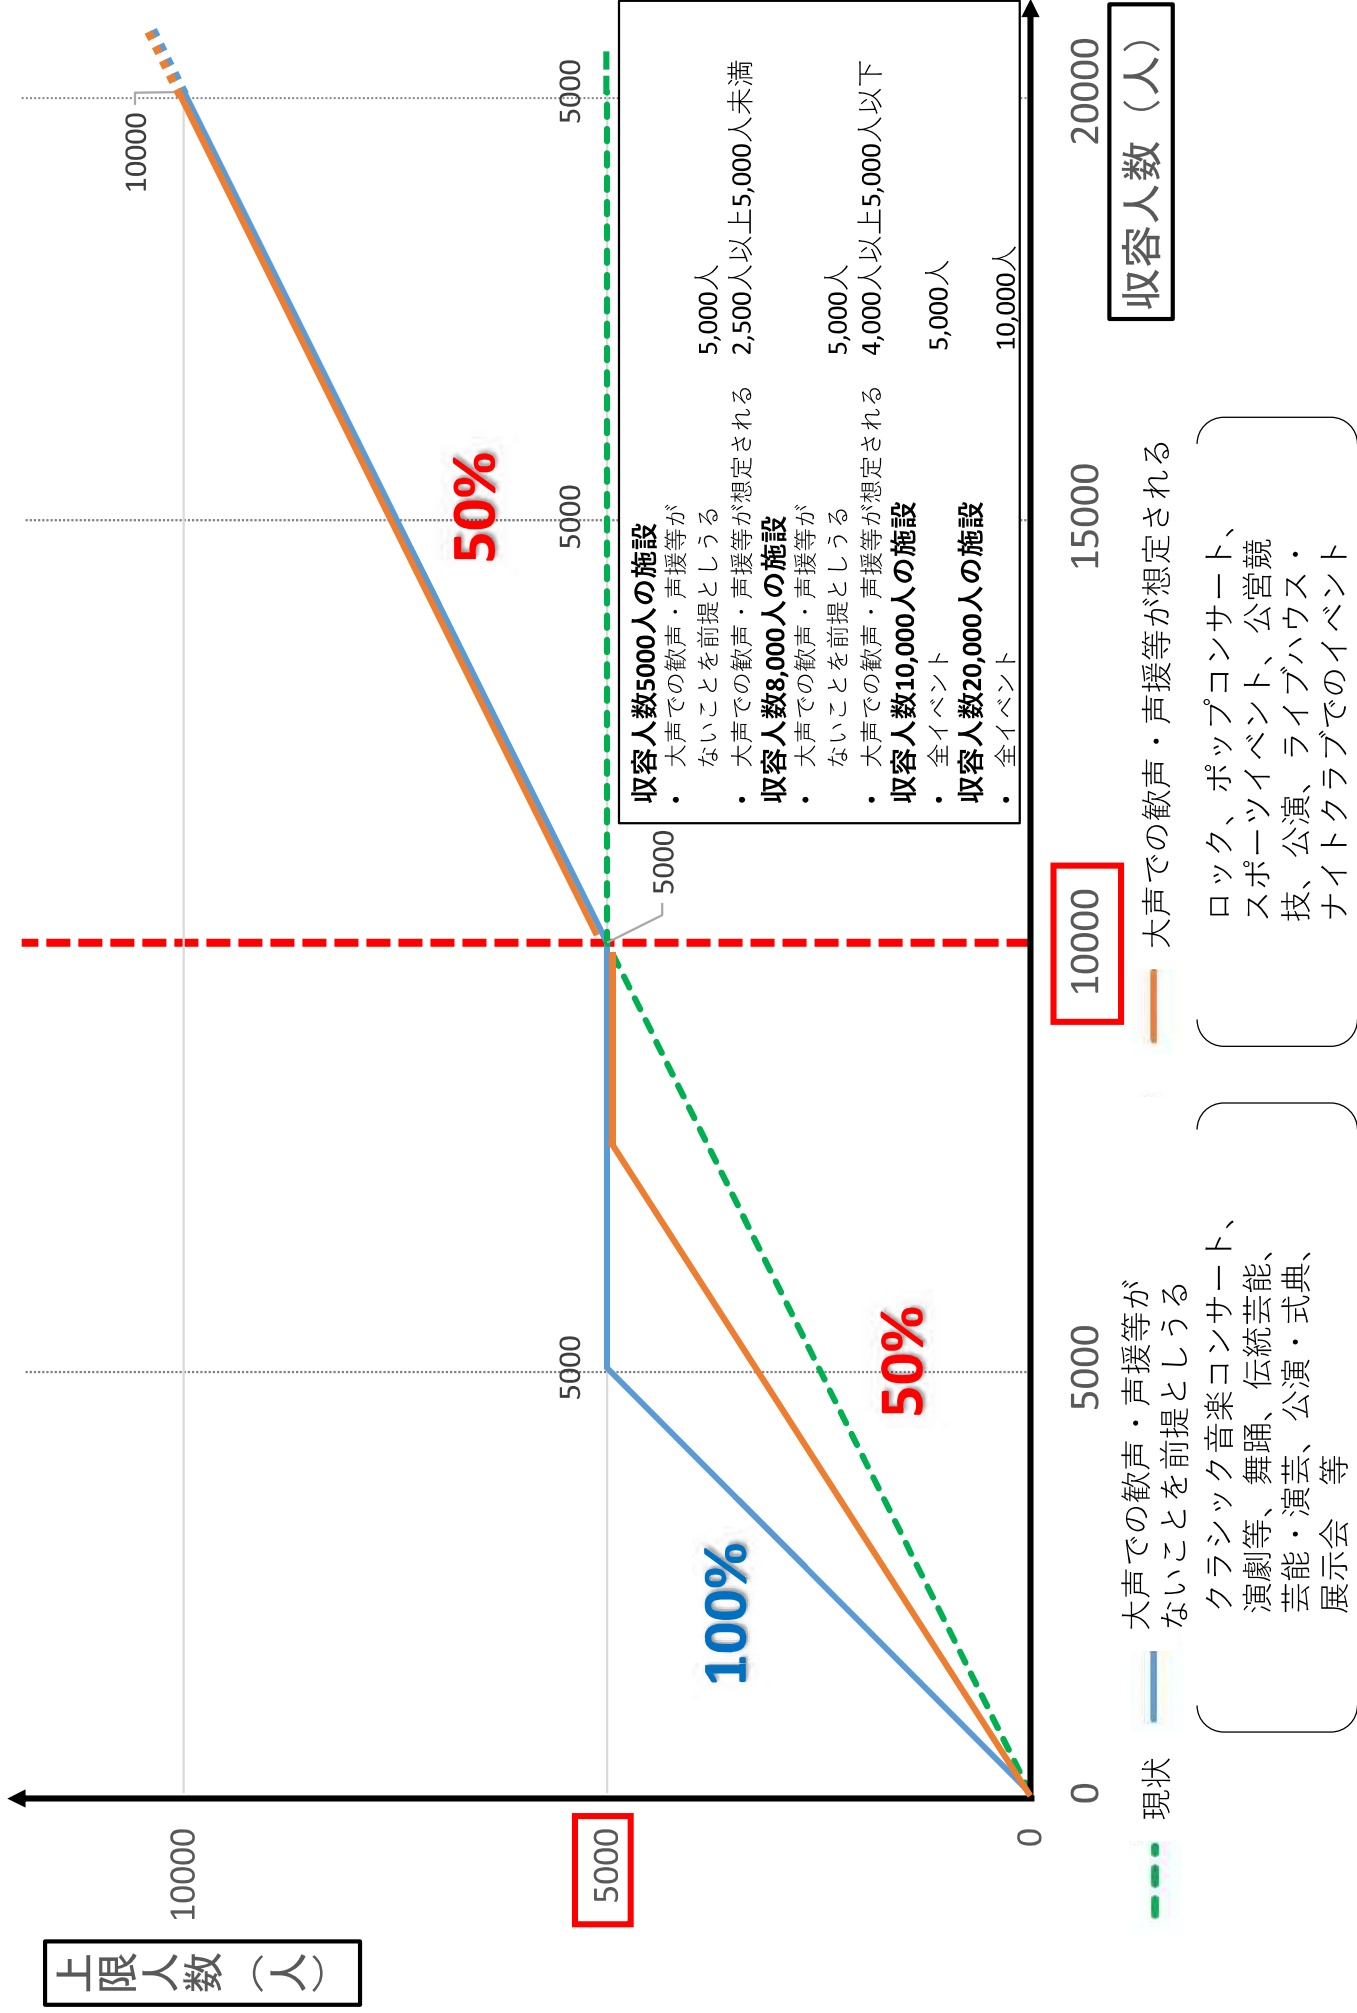 上限人数（人）
10000
5000
0
10000
5000
5000
5000
5000
100%
50%
50%
収容人数5000人の施設
・ 大声での歓声・声援等が
ないことを前提としうる 5,000人
・ 大声での歓声・声援等が想定される 2,500人以上5,000人未満
収容人数8,000人の施設
・ 大声での歓声・声援等が
ないことを前提としうる 5,000人
・ 大声での歓声・声援等が想定される 4,000人以上5,000人以下
収容人数10,000人の施設
・ 全イベント 5,000人
収容人数20,000人の施設
・ 全イベント 10,000人
0
5000
10000
15000
20000
収容人数（人）
現状
大声での歓声・声援等が
ないことを前提としうる
クラシック音楽コンサート、
演劇等、舞踊、伝統芸能、
芸能・演芸、公演・式典、
展示会　等
大声での歓声・声援等が想定される
ロック、ポップコンサート、
スポーツイベント、公営競
技、公演、ライブハウス・
ナイトクラブでのイベント